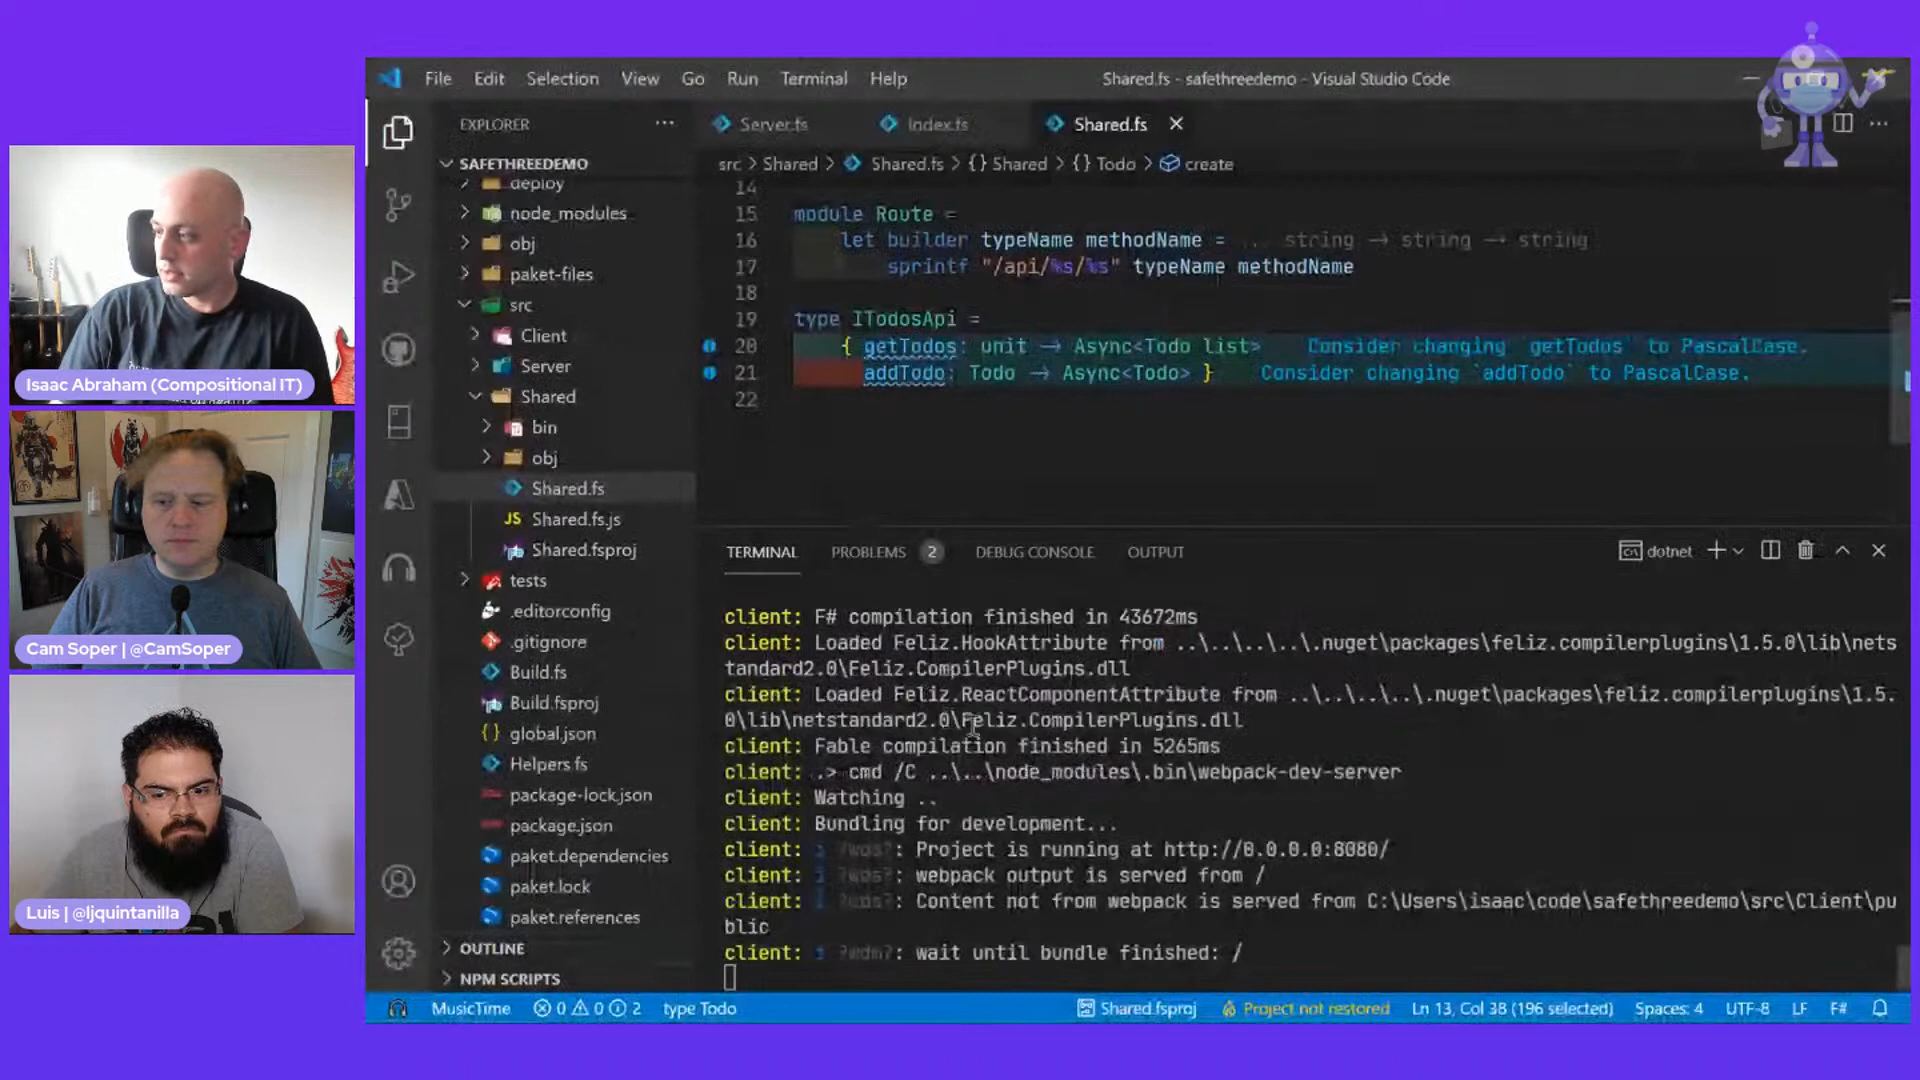 File Edit Selection View Go Run Terminal Help
Shared.fs - safethreedemo - Visual Studio Code
EXPLORER
Server.fs
Index.fs
Shared.fs
SAFETHREEDEMO
src > Shared > Shared.fs > {} Shared > {} Todo > create
deploy
node_modules
obj
paket-files
src
Client
Server
Shared
bin
obj
Shared.fs
JS Shared.fs.js
Shared.fsproj
tests
.editorconfig
.gitignore
Build.fs
Build.fsproj
{} global.json
Helpers.fs
package-lock.json
package.json
paket.dependencies
paket.lock
paket.references
OUTLINE
NPM SCRIPTS
14
15 module Route =
16 let builder typeName methodName = ... string → string → string
17 sprintf "/api/%s/%s" typeName methodName
18
19 type ITodosApi =
20 { getTodos: unit → Async<Todo list> Consider changing `getTodos` to PascalCase.
21 addTodo: Todo → Async<Todo> } Consider changing `addTodo` to PascalCase.
22
TERMINAL PROBLEMS 2 DEBUG CONSOLE OUTPUT
dotnet
client: F# compilation finished in 43672ms
client: Loaded Feliz.HookAttribute from ..\..\..\..\.nuget\packages\feliz.compilerplugins\1.5.0\lib\nets
tandard2.0\Feliz.CompilerPlugins.dll
client: Loaded Feliz.ReactComponentAttribute from ..\..\..\..\.nuget\packages\feliz.compilerplugins\1.5.
0\lib\netstandard2.0\Feliz.CompilerPlugins.dll
client: Fable compilation finished in 5265ms
client: .> cmd /C ..\..\node_modules\.bin\webpack-dev-server
client: Watching ..
client: Bundling for development...
client: i ?wds?: Project is running at http://0.0.0.0:8080/
client: i ?wds?: webpack output is served from /
client: i ?wds?: Content not from webpack is served from C:\Users\isaac\code\safethreedemo\src\Client\pu
blic
client: i ?wdm?: wait until bundle finished: /
MusicTime 0 0 2 type Todo
Shared.fsproj Project not restored Ln 13, Col 38 (196 selected) Spaces: 4 UTF-8 LF F#
Isaac Abraham (Compositional IT)
Cam Soper | @CamSoper
Luis | @ljquintanilla